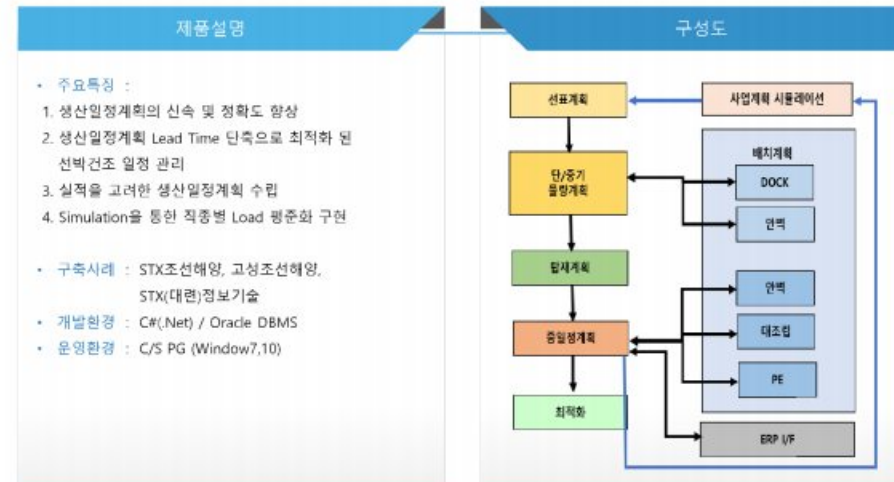 제품설명
• 주요특징 :
1. 생산일정계획의 신속 및 정확도 향상
2. 생산일정계획 Lead Time 단축으로 최적화 된
선박건조 일정 관리
3. 실적을 고려한 생산일정계획 수립
4. Simulation을 통한 직종별 Load 평준화 구현
• 구축사례 : STX조선해양, 고성조선해양,
STX(대련)정보기술
• 개발환경 : C#(.Net) / Oracle DBMS
• 운영환경 : C/S PG (Window7,10)
구성도
선표계획
사업계획 시뮬레이션
단/중기
물량계획
배치계획
DOCK
안벽
탑재계획
안벽
중일정계획
대조립
PE
최적화
ERP I/F